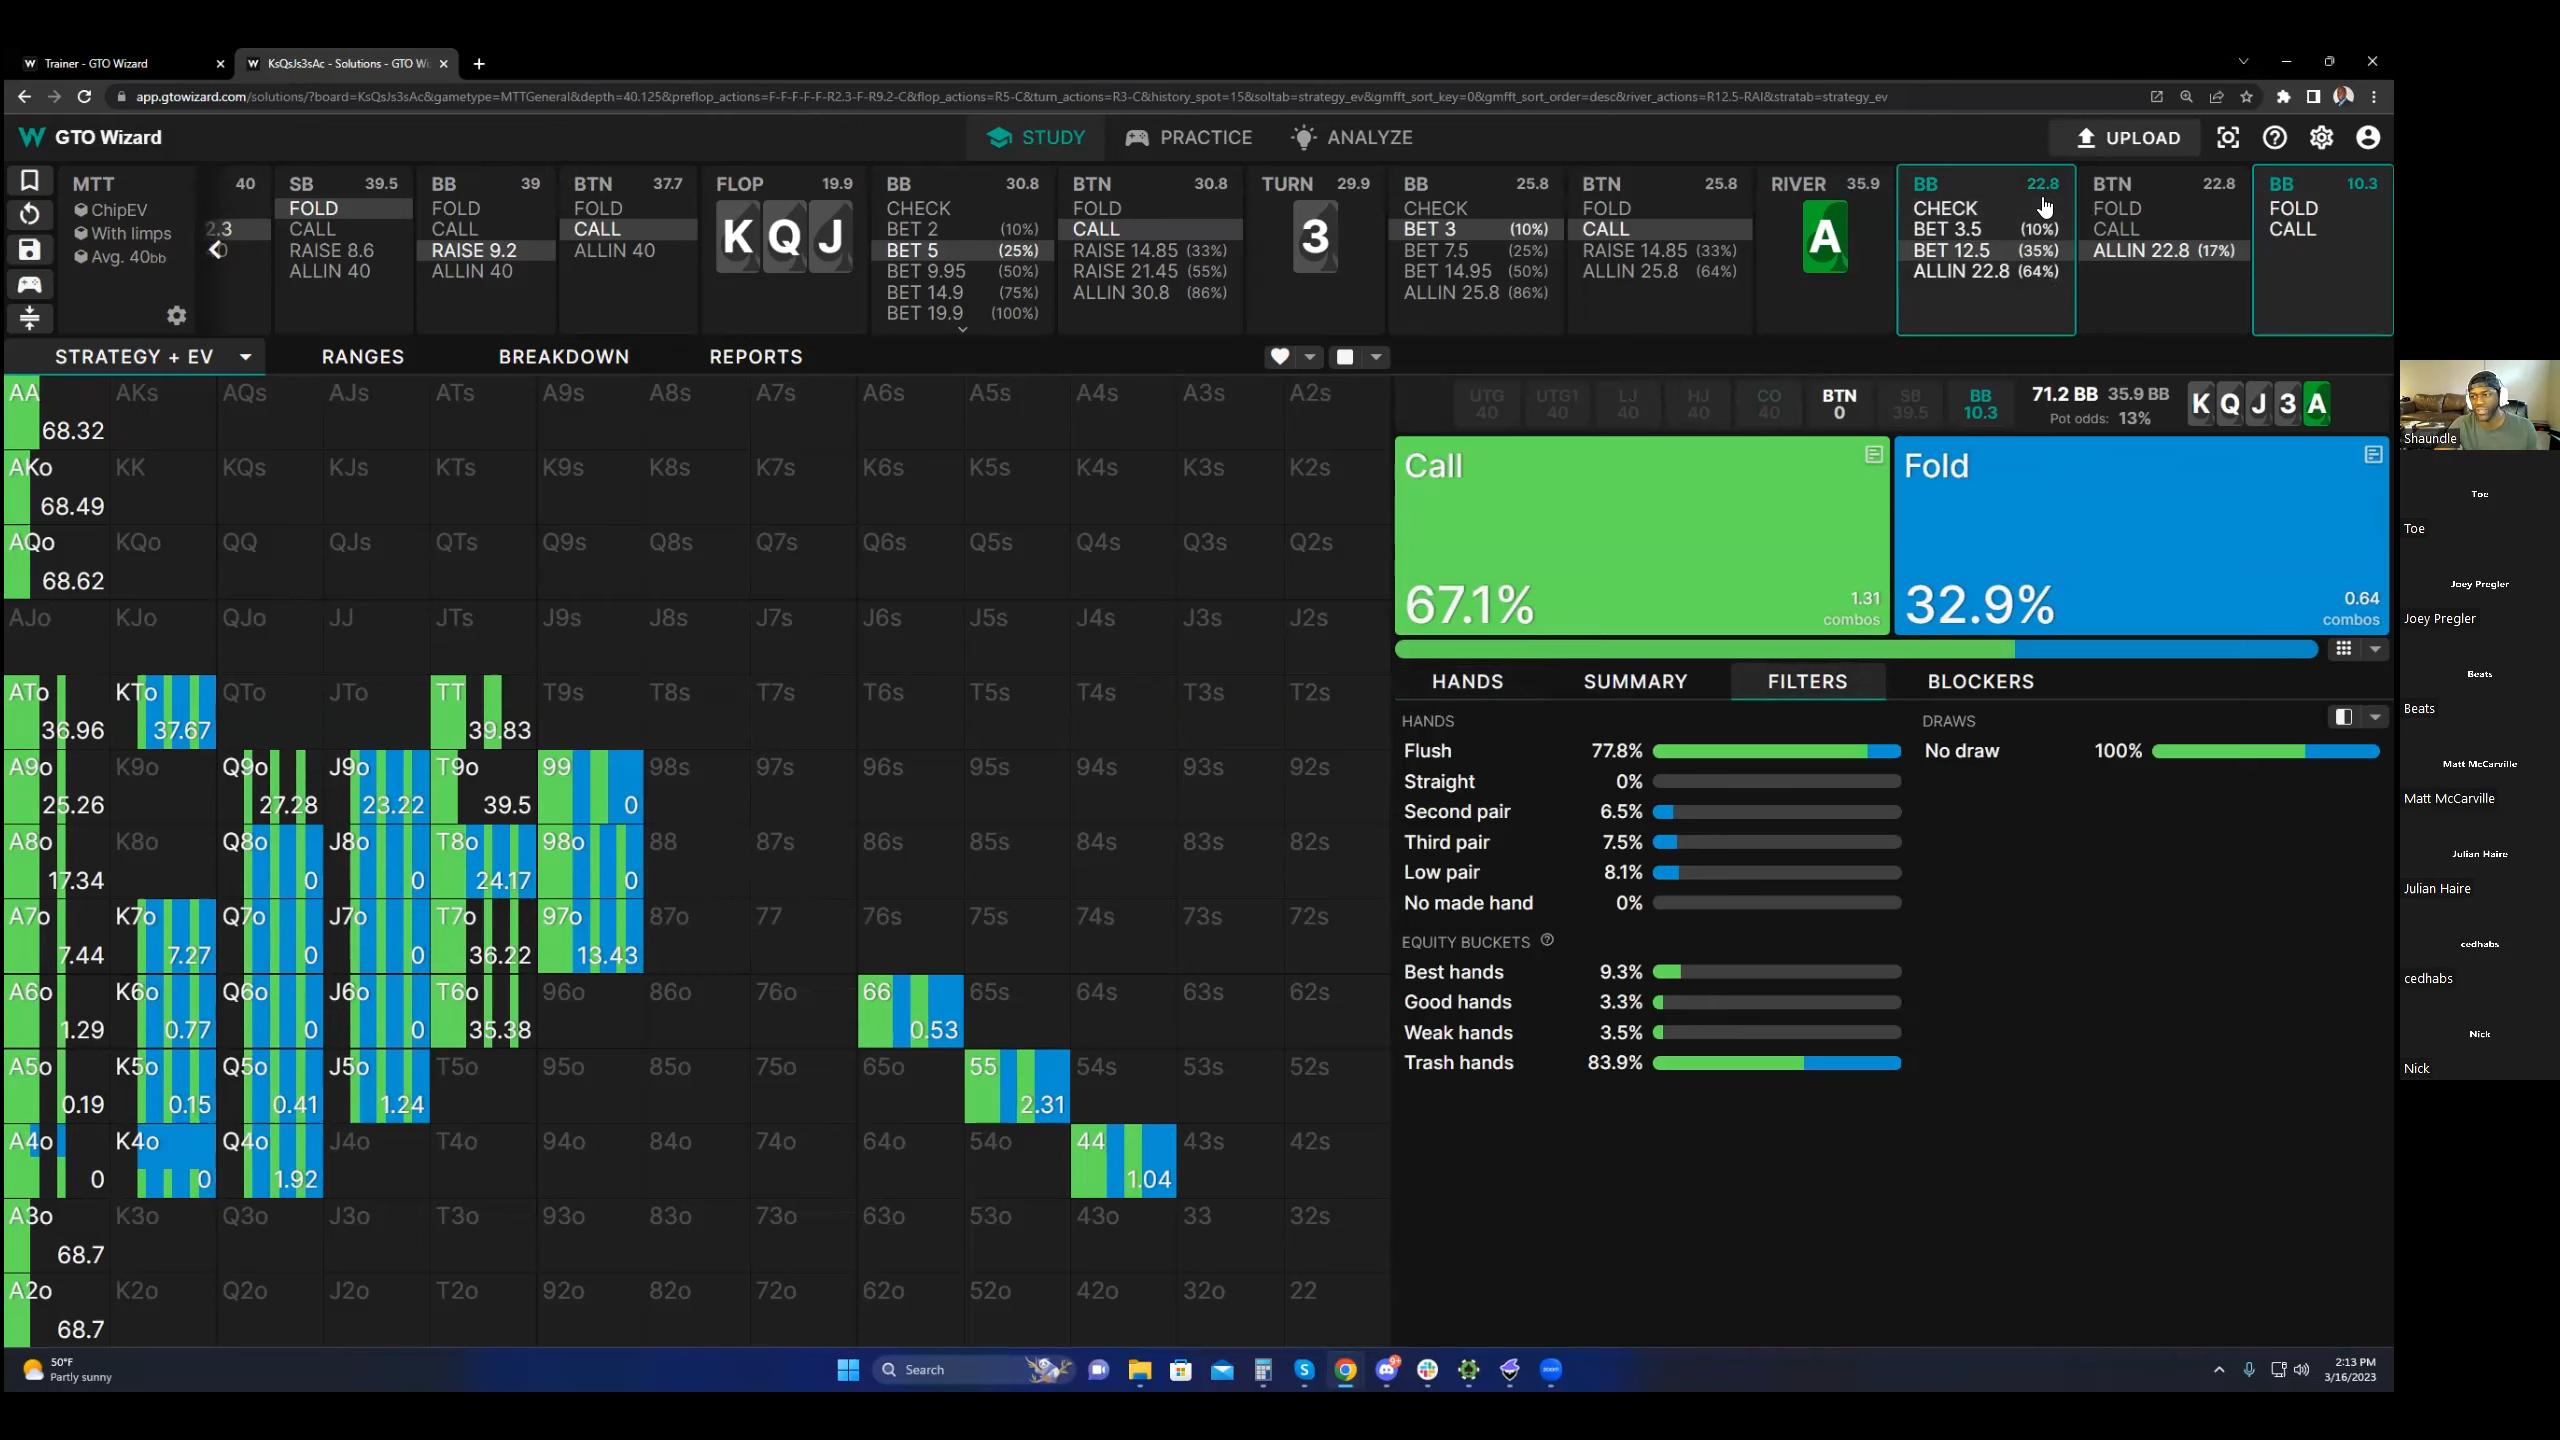 Trainer - GTO Wizard
KsQsJs3sAc - Solutions - GTO Wi
app.gtowizard.com/solutions/?board=KsQsJs3sAc&gametype=MTTGeneral&depth=40.125&preflop_actions=F-F-F-F-F-R2.3-F-R9.2-C&flop_actions=R5-C&turn_actions=R3-C&history_spot=15&soltab=strategy_ev&gmfft_sort_key=0&gmfft_sort_order=desc&river_actions=R12.5-RAI&stratab=strategy_ev
GTO Wizard
STUDY
PRACTICE
ANALYZE
UPLOAD
MTT
ChipEV
With limps
Avg. 40bb
40
2.3
SB 39.5
FOLD
CALL
RAISE 8.6
ALLIN 40
BB 39
FOLD
CALL
RAISE 9.2
ALLIN 40
BTN 37.7
FOLD
CALL
ALLIN 40
FLOP 19.9
K Q J
BB 30.8
CHECK
BET 2 (10%)
BET 5 (25%)
BET 9.95 (50%)
BET 14.9 (75%)
BET 19.9 (100%)
BTN 30.8
FOLD
CALL
RAISE 14.85 (33%)
RAISE 21.45 (55%)
ALLIN 30.8 (86%)
TURN 29.9
3
BB 25.8
CHECK
BET 3 (10%)
BET 7.5 (25%)
BET 14.95 (50%)
ALLIN 25.8 (86%)
BTN 25.8
FOLD
CALL
RAISE 14.85 (33%)
ALLIN 25.8 (64%)
RIVER 35.9
A
BB 22.8
CHECK
BET 3.5 (10%)
BET 12.5 (35%)
ALLIN 22.8 (64%)
BTN 22.8
FOLD
CALL
ALLIN 22.8 (17%)
BB 10.3
FOLD
CALL
STRATEGY + EV
RANGES
BREAKDOWN
REPORTS
AA 68.32 AKs AQs AJs ATs A9s A8s A7s A6s A5s A4s A3s A2s
AKo 68.49 KK KQs KJs KTs K9s K8s K7s K6s K5s K4s K3s K2s
AQo 68.62 KQo QQ QJs QTs Q9s Q8s Q7s Q6s Q5s Q4s Q3s Q2s
AJo KJo QJo JJ JTs J9s J8s J7s J6s J5s J4s J3s J2s
ATo 36.96 KTo 37.67 QTo JTo TT 39.83 T9s T8s T7s T6s T5s T4s T3s T2s
A9o 25.26 K9o Q9o 27.28 J9o 23.22 T9o 39.5 99 0 98s 97s 96s 95s 94s 93s 92s
A8o 17.34 K8o Q8o 0 J8o 0 T8o 24.17 98o 0 88 87s 86s 85s 84s 83s 82s
A7o 7.44 K7o 7.27 Q7o 0 J7o 0 T7o 36.22 97o 13.43 87o 77 76s 75s 74s 73s 72s
A6o 1.29 K6o 0.77 Q6o 0 J6o 0 T6o 35.38 96o 86o 76o 66 0.53 65s 64s 63s 62s
A5o 0.19 K5o 0.15 Q5o 0.41 J5o 1.24 T5o 95o 85o 75o 65o 55 2.31 54s 53s 52s
A4o 0 K4o 0 Q4o 1.92 J4o T4o 94o 84o 74o 64o 54o 44 1.04 43s 42s
A3o 68.7 K3o Q3o J3o T3o 93o 83o 73o 63o 53o 43o 33 32s
A2o 68.7 K2o Q2o J2o T2o 92o 82o 72o 62o 52o 42o 32o 22
UTG 40
UTG1 40
LJ 40
HJ 40
CO 40
BTN 0
SB 39.5
BB 10.3
71.2 BB 35.9 BB
Pot odds: 13%
K Q J 3 A
Call
67.1%
1.31 combos
Fold
32.9%
0.64 combos
HANDS
SUMMARY
FILTERS
BLOCKERS
HANDS
Flush 77.8%
Straight 0%
Second pair 6.5%
Third pair 7.5%
Low pair 8.1%
No made hand 0%
DRAWS
No draw 100%
EQUITY BUCKETS
Best hands 9.3%
Good hands 3.3%
Weak hands 3.5%
Trash hands 83.9%
Shaundle
Toe
Toe
Joey Pregler
Joey Pregler
Beats
Beats
Matt McCarville
Matt McCarville
Julian Haire
Julian Haire
cedhabs
cedhabs
Nick
Nick
50°F
Partly sunny
Search
2:13 PM
3/16/2023